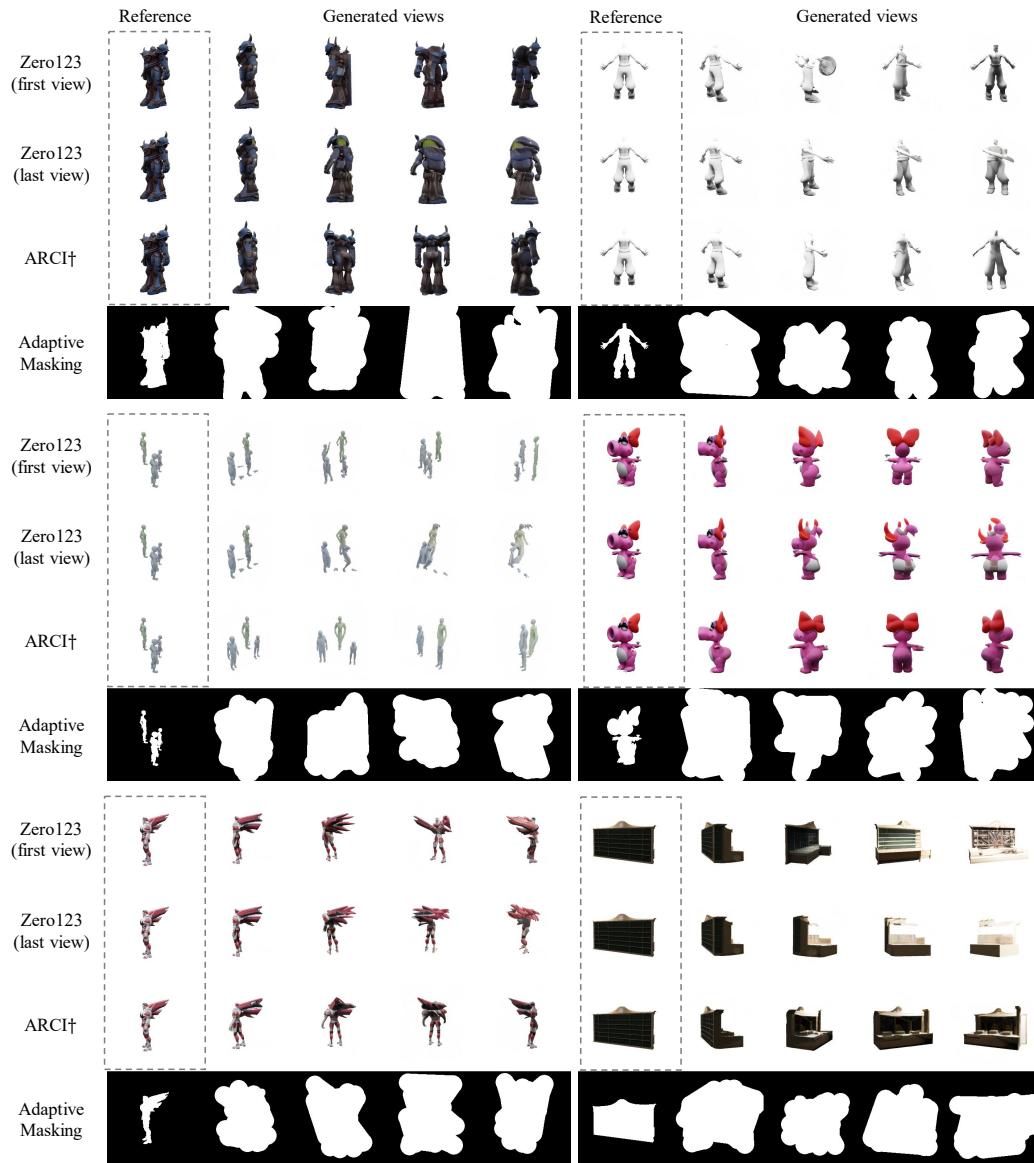 Reference Generated views Reference Generated views
Zero123
(first view)
Zero123
(last view)
ARCI†
Adaptive
Masking
Zero123
(first view)
Zero123
(last view)
ARCI†
Adaptive
Masking
Zero123
(first view)
Zero123
(last view)
ARCI†
Adaptive
Masking